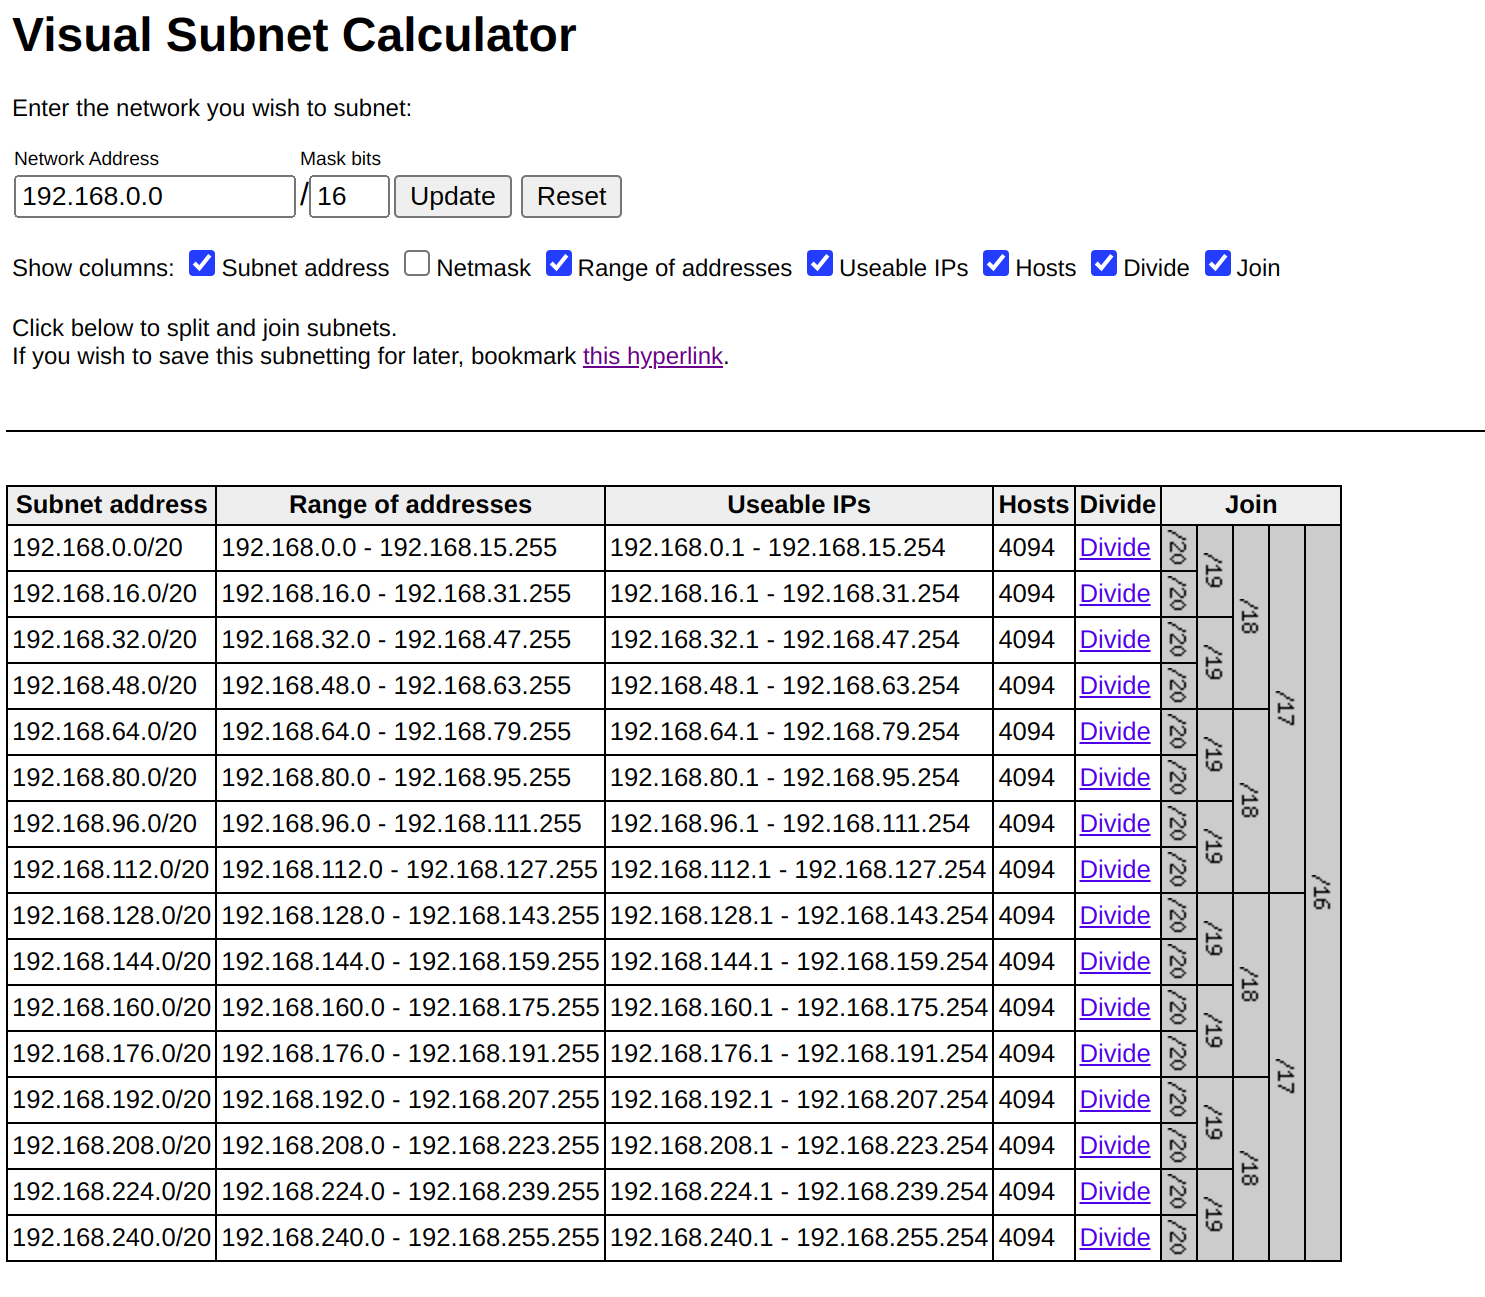 Visual Subnet Calculator
Enter the network you wish to subnet:
Network Address Mask bits
192.168.0.0 / 16 Update Reset
Show columns: Subnet address Netmask Range of addresses Useable IPs Hosts Divide Join
Click below to split and join subnets.
If you wish to save this subnetting for later, bookmark this hyperlink.
Subnet address Range of addresses Useable IPs Hosts Divide Join
192.168.0.0/20 192.168.0.0 - 192.168.15.255 192.168.0.1 - 192.168.15.254 4094 Divide /20 /19 /18 /17 /16
192.168.16.0/20 192.168.16.0 - 192.168.31.255 192.168.16.1 - 192.168.31.254 4094 Divide /20
192.168.32.0/20 192.168.32.0 - 192.168.47.255 192.168.32.1 - 192.168.47.254 4094 Divide /20 /19
192.168.48.0/20 192.168.48.0 - 192.168.63.255 192.168.48.1 - 192.168.63.254 4094 Divide /20
192.168.64.0/20 192.168.64.0 - 192.168.79.255 192.168.64.1 - 192.168.79.254 4094 Divide /20 /19 /18
192.168.80.0/20 192.168.80.0 - 192.168.95.255 192.168.80.1 - 192.168.95.254 4094 Divide /20
192.168.96.0/20 192.168.96.0 - 192.168.111.255 192.168.96.1 - 192.168.111.254 4094 Divide /20 /19
192.168.112.0/20 192.168.112.0 - 192.168.127.255 192.168.112.1 - 192.168.127.254 4094 Divide /20
192.168.128.0/20 192.168.128.0 - 192.168.143.255 192.168.128.1 - 192.168.143.254 4094 Divide /20 /19 /18 /17
192.168.144.0/20 192.168.144.0 - 192.168.159.255 192.168.144.1 - 192.168.159.254 4094 Divide /20
192.168.160.0/20 192.168.160.0 - 192.168.175.255 192.168.160.1 - 192.168.175.254 4094 Divide /20 /19
192.168.176.0/20 192.168.176.0 - 192.168.191.255 192.168.176.1 - 192.168.191.254 4094 Divide /20
192.168.192.0/20 192.168.192.0 - 192.168.207.255 192.168.192.1 - 192.168.207.254 4094 Divide /20 /19 /18
192.168.208.0/20 192.168.208.0 - 192.168.223.255 192.168.208.1 - 192.168.223.254 4094 Divide /20
192.168.224.0/20 192.168.224.0 - 192.168.239.255 192.168.224.1 - 192.168.239.254 4094 Divide /20 /19
192.168.240.0/20 192.168.240.0 - 192.168.255.255 192.168.240.1 - 192.168.255.254 4094 Divide /20